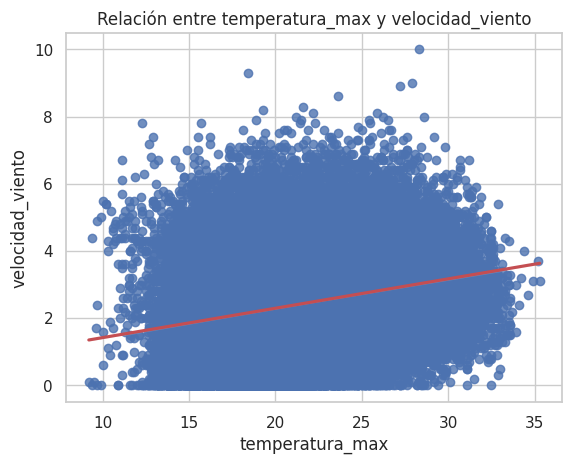 Relación entre temperatura_max y velocidad_viento
10
8
6
4
2
0
velocidad_viento
10 15 20 25 30 35
temperatura_max